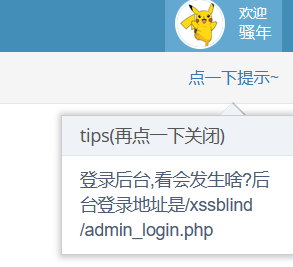 欢迎
骚年
点一下提示~
tips(再点一下关闭)
登录后台,看会发生啥?后
台登录地址是/xssblind
/admin_login.php